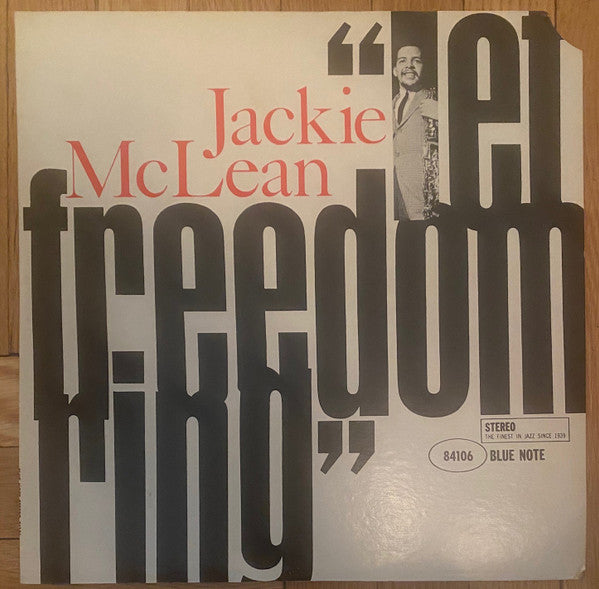 “let
Jackie
McLean
freedom
ring”
STEREO
THE FINEST IN JAZZ SINCE 1939
84106 BLUE NOTE